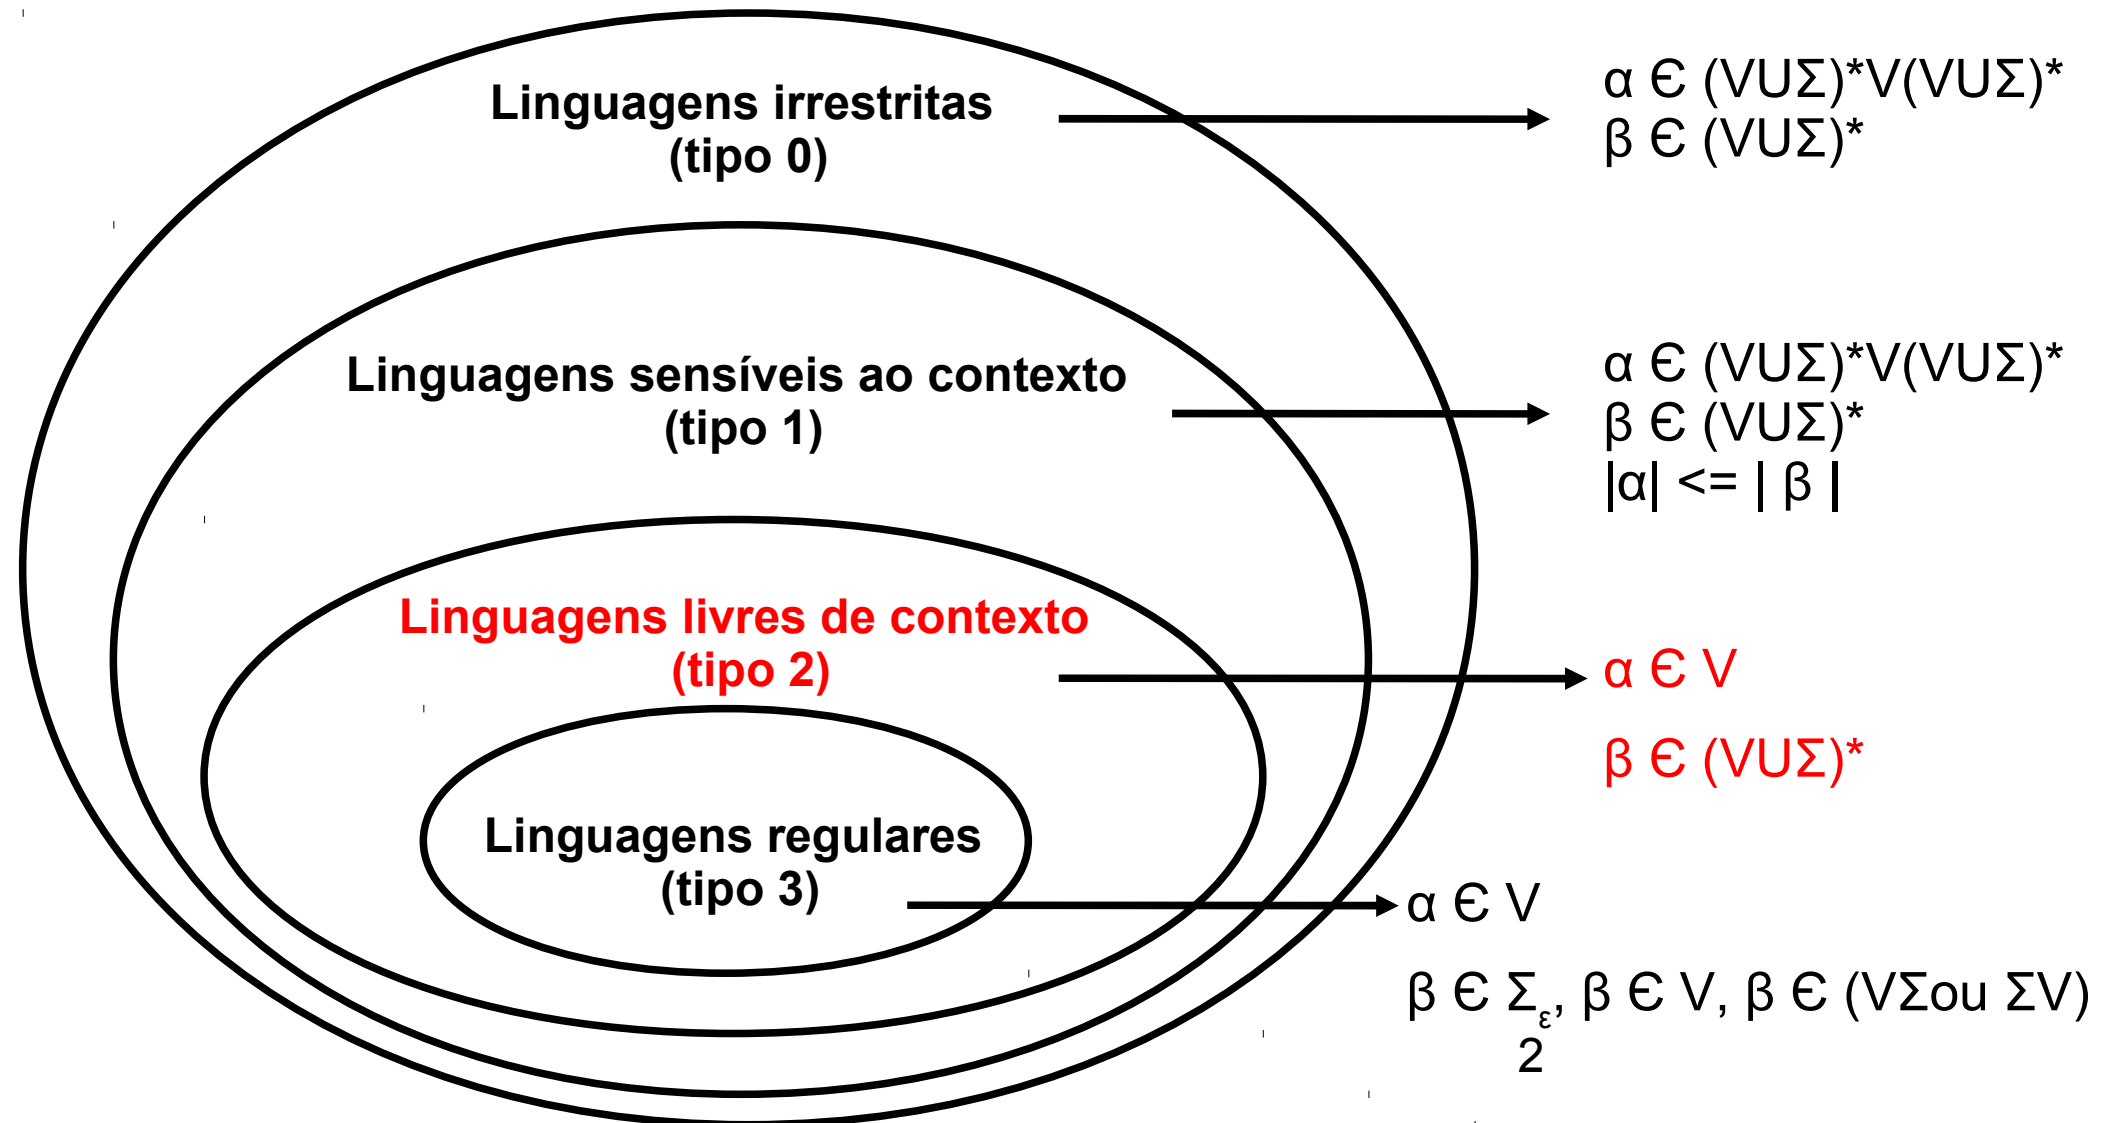 Linguagens irrestritas
(tipo 0)
α Є (VUΣ)*V(VUΣ)*
β Є (VUΣ)*
Linguagens sensíveis ao contexto
(tipo 1)
α Є (VUΣ)*V(VUΣ)*
β Є (VUΣ)*
|α| <= | β |
Linguagens livres de contexto
(tipo 2)
α Є V
β Є (VUΣ)*
Linguagens regulares
(tipo 3)
α Є V
β Є Σε, β Є V, β Є (VΣou ΣV)
2